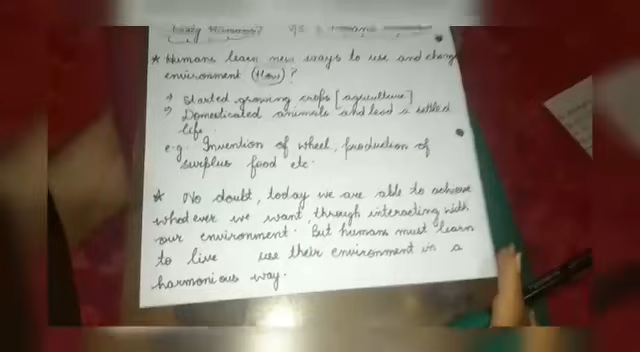 Early Humans?
* Humans learn new ways to use and change
environment (How)?
→ Started growing crops [agriculture]
→ Domesticated animals and lead a settled
life.
e.g. Invention of wheel, production of
surplus food etc.
* No doubt, today we are able to achieve
whatever we want, through interacting with
our environment. But humans must learn
to live use their environment in a
harmonious way.